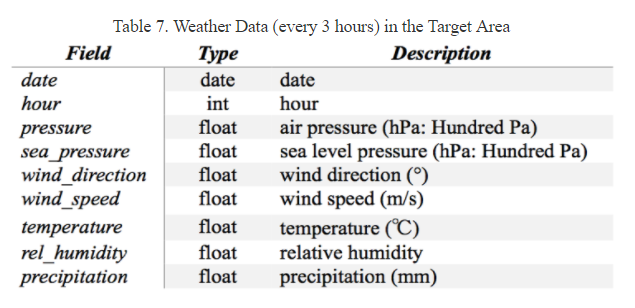 Table 7. Weather Data (every 3 hours) in the Target Area
Field Type Description
date date date
hour int hour
pressure float air pressure (hPa: Hundred Pa)
sea_pressure float sea level pressure (hPa: Hundred Pa)
wind_direction float wind direction (°)
wind_speed float wind speed (m/s)
temperature float temperature (℃)
rel_humidity float relative humidity
precipitation float precipitation (mm)